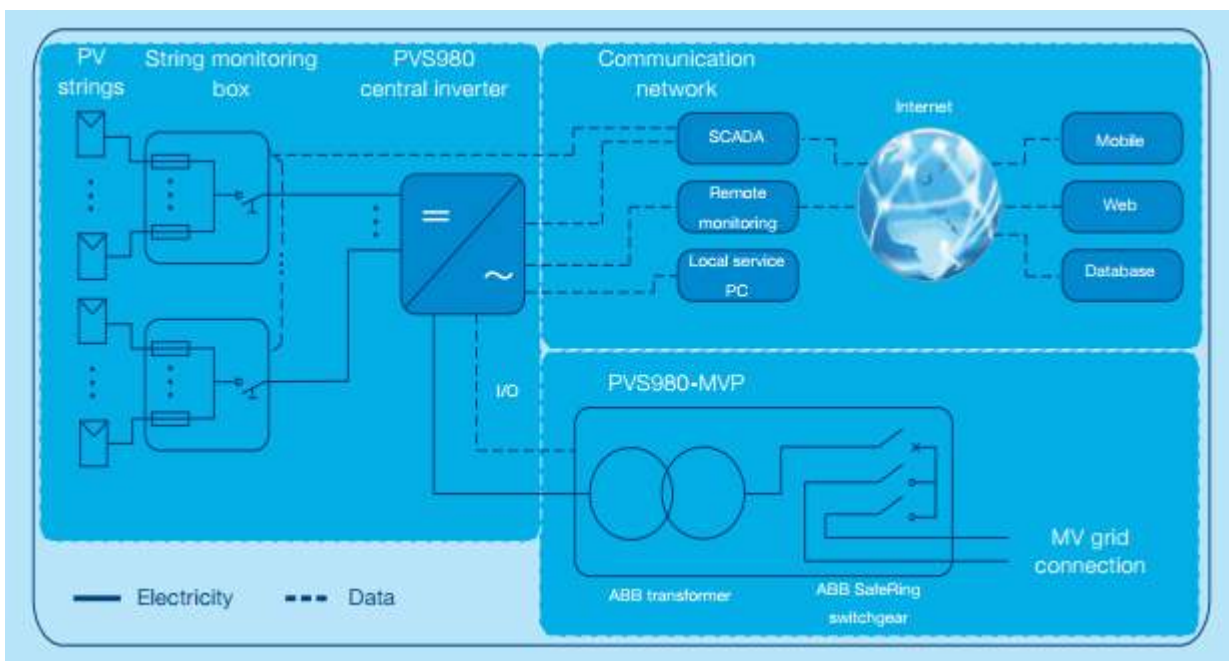 PV
strings
String monitoring
box
PVS980
central inverter
Communication
network
Internet
SCADA
Mobile
Remote
monitoring
Web
Local service
PC
Database
I/O
PVS980-MVP
MV grid
connection
ABB transformer
ABB SafeRing
switchgear
Electricity
Data